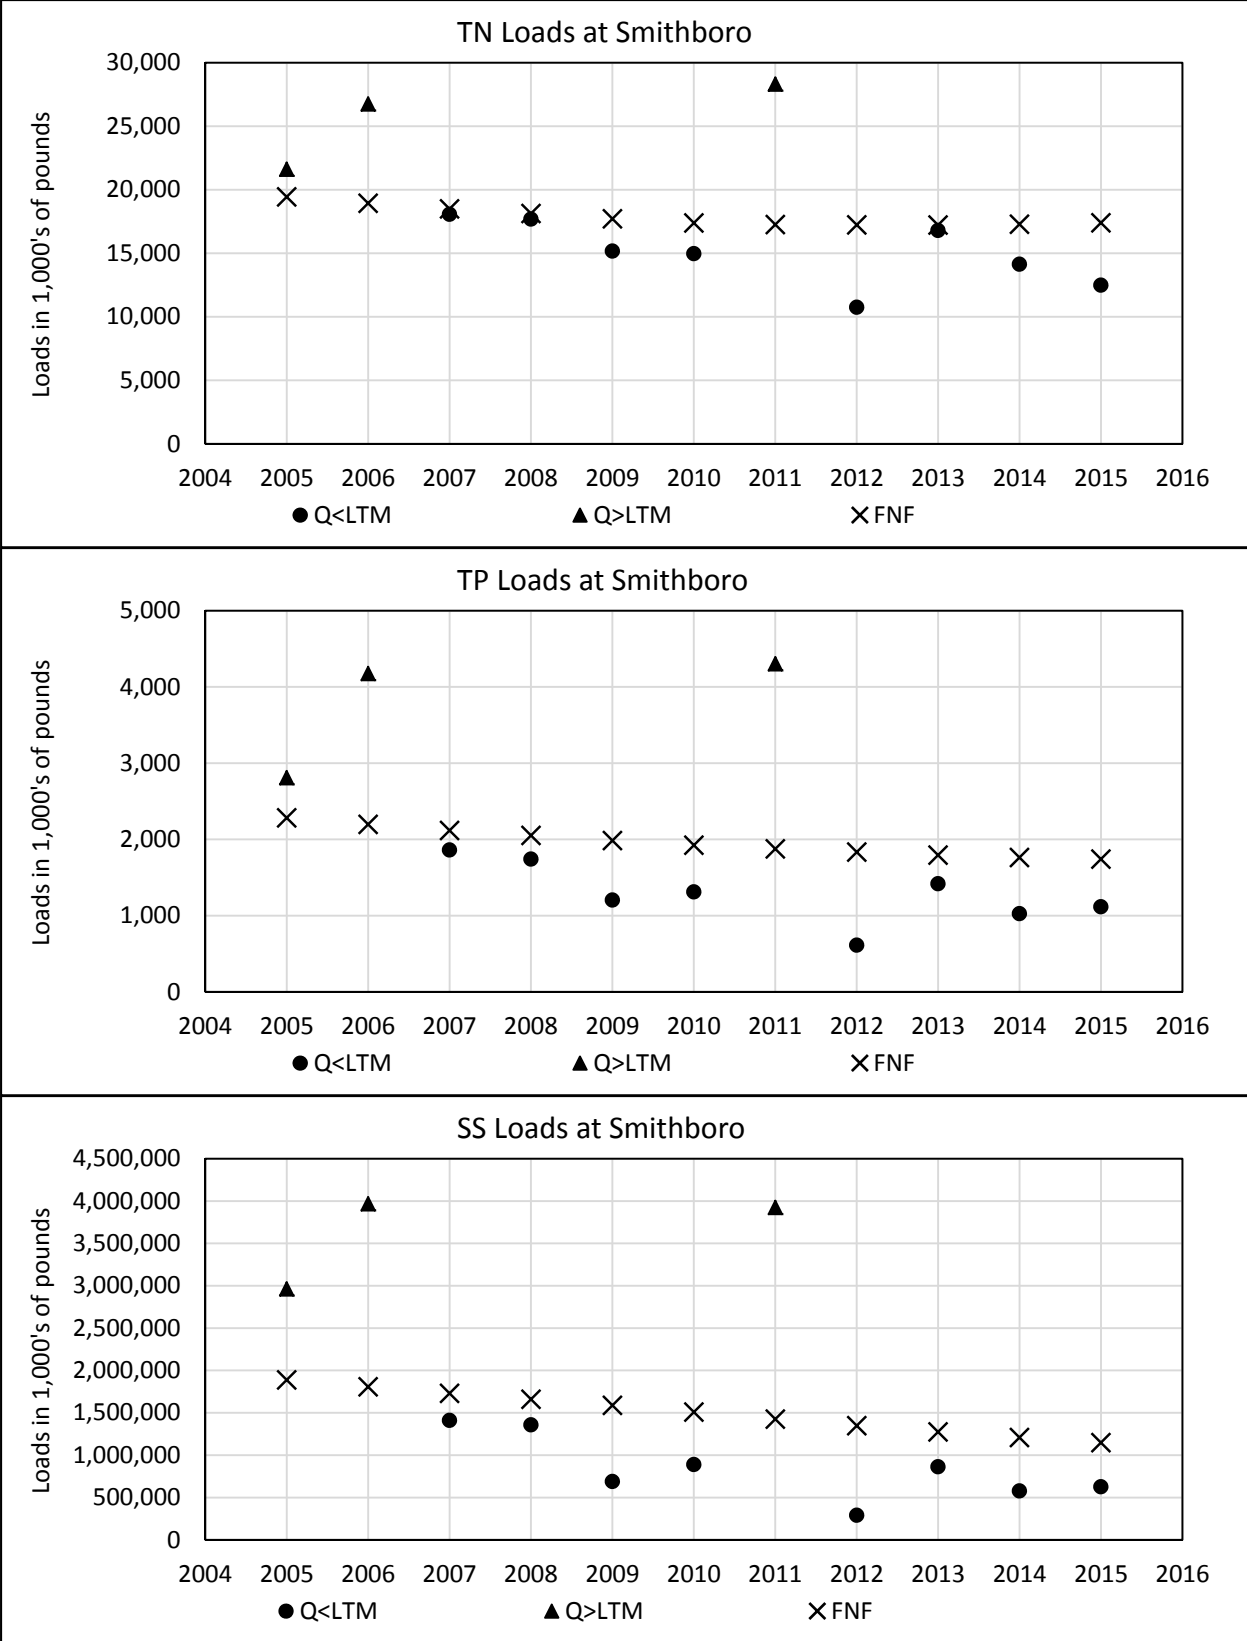 TN Loads at Smithboro
Loads in 1,000's of pounds
30,000
25,000
20,000
15,000
10,000
5,000
0
2004 2005 2006 2007 2008 2009 2010 2011 2012 2013 2014 2015 2016
Q<LTM Q>LTM FNF
TP Loads at Smithboro
Loads in 1,000's of pounds
5,000
4,000
3,000
2,000
1,000
0
2004 2005 2006 2007 2008 2009 2010 2011 2012 2013 2014 2015 2016
Q<LTM Q>LTM FNF
SS Loads at Smithboro
Loads in 1,000's of pounds
4,500,000
4,000,000
3,500,000
3,000,000
2,500,000
2,000,000
1,500,000
1,000,000
500,000
0
2004 2005 2006 2007 2008 2009 2010 2011 2012 2013 2014 2015 2016
Q<LTM Q>LTM FNF